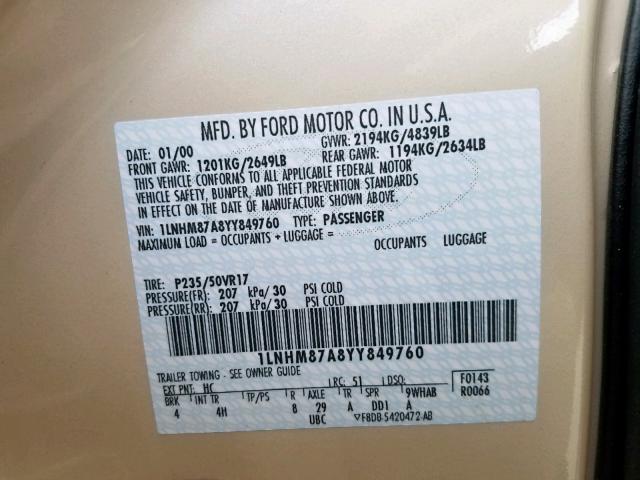 MFD. BY FORD MOTOR CO. IN U.S.A.
DATE: 01/00 GVWR: 2194KG/4839LB
FRONT GAWR: 1201KG/2649LB REAR GAWR: 1194KG/2634LB
THIS VEHICLE CONFORMS TO ALL APPLICABLE FEDERAL MOTOR
VEHICLE SAFETY, BUMPER, AND THEFT PREVENTION STANDARDS
IN EFFECT ON THE DATE OF MANUFACTURE SHOWN ABOVE.
VIN: 1LNHM87A8YY849760 TYPE: PASSENGER
MAXIMUM LOAD = OCCUPANTS + LUGGAGE = OCCUPANTS LUGGAGE
TIRE: P235/50VR17
PRESSURE(FR) 207 kPa/30 PSI COLD
PRESSURE(RR) 207 kPa/30 PSI COLD
1LNHM87A8YY849760
TRAILER TOWING - SEE OWNER GUIDE
EXT PNT: HC RC: 51 DSO: F0143
BRK INT TR TP/PS R AXLE TR SPR 9WHAB R0066
4 4H 8 29 A DD1 A
UBC ▽F8DB-5420472-AB